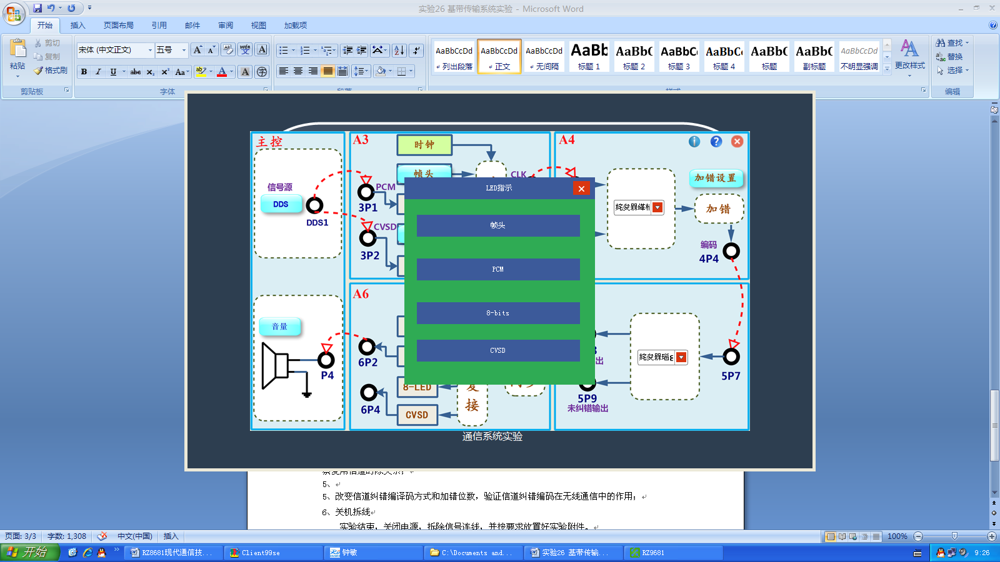 实验26 基带传输系统实验 - Microsoft Word
开始 插入 页面布局 引用 邮件 审阅 视图 加载项
粘贴 剪切 复制 格式刷 剪贴板
宋体 (中文正文) 五号
字体
AaBbCcDd AaBbCcDd AaBbCcDd AaBb AaBbC AaBbC AaBbC AaBbC AaBbC AaBbCcDd
列出段落 正文 无间隔 标题 1 标题 2 标题 3 标题 4 标题 副标题 不明显强调
更改样式
查找 替换 选择 编辑
主控
信号源
DDS
DDS1
音量
P4
A3
时钟
帧头
CLK
PCM
3P1
CVSD
3P2
A4
加错设置
加错
编码
4P4
LED指示
帧头
PCM
8-bits
CVSD
A6
6P2
8-LED
6P4
CVSD
接
5P9
未纠错输出
5P7
通信系统实验
5、
5、改变信道纠错编译码方式和加错位数，验证信道纠错编码在无线通信中的作用；
6、关机拆线
实验结束，关闭电源，拆除信号连线，并按要求放置好实验附件。
页面: 3/3 字数: 1,308 中文(中国) 插入 100%
开始 RZ8681现代通信技... Client99se 钟敏 C:\Documents and... 实验26 基带传输... RZ9681 9:26